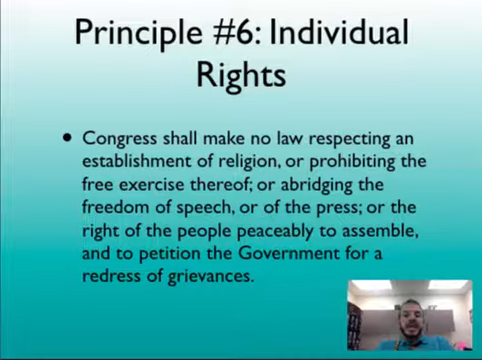 Principle #6: Individual
Rights
• Congress shall make no law respecting an
establishment of religion, or prohibiting the
free exercise thereof; or abridging the
freedom of speech, or of the press; or the
right of the people peaceably to assemble,
and to petition the Government for a
redress of grievances.